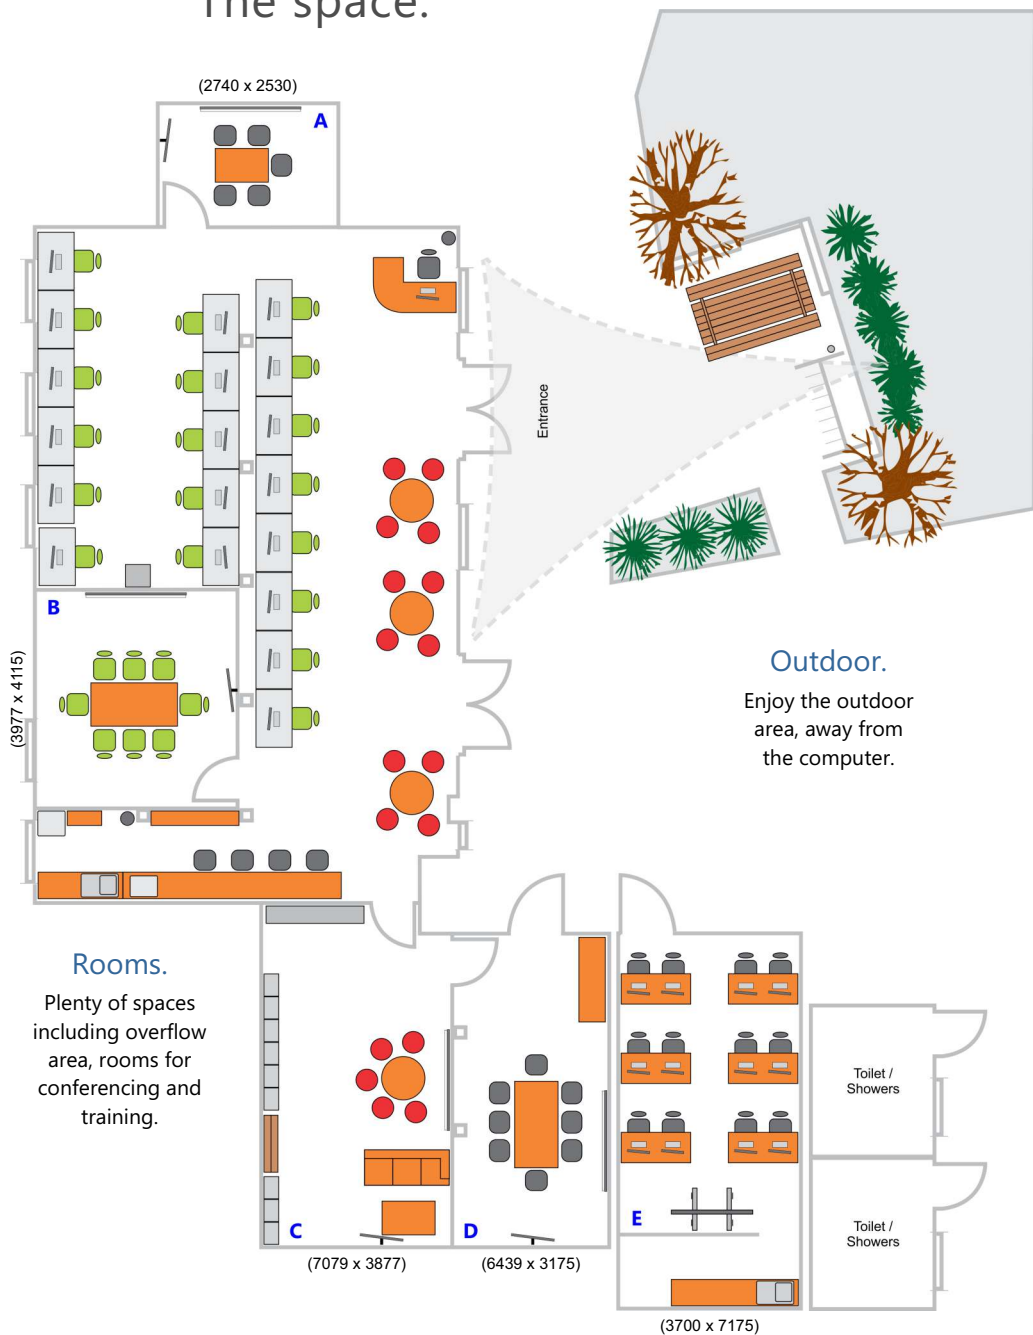 The space.
(2740 x 2530)
A
Entrance
B
(3977 x 4115)
Outdoor.
Enjoy the outdoor
area, away from
the computer.
Rooms.
Plenty of spaces
including overflow
area, rooms for
conferencing and
training.
Toilet /
Showers
C
D
E
Toilet /
Showers
(7079 x 3877)
(6439 x 3175)
(3700 x 7175)